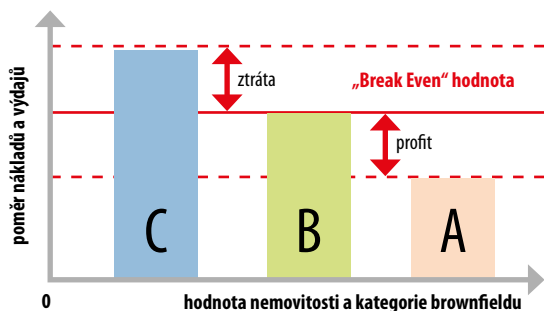 poměr nákladů a výdajů
ztráta
„Break Even“ hodnota
profit
C
B
A
0
hodnota nemovitosti a kategorie brownfieldu